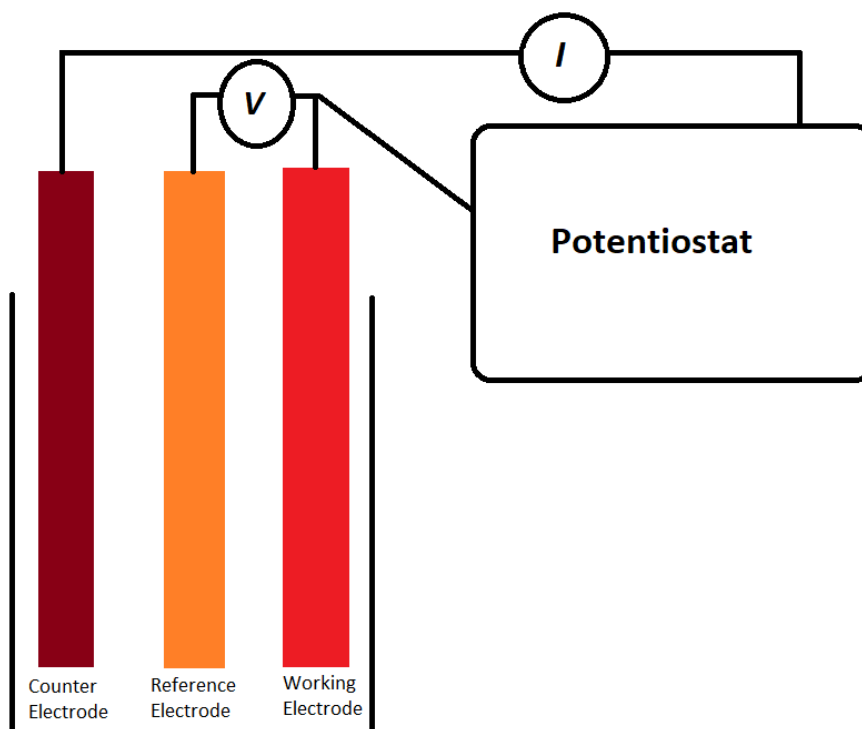 I
V
Potentiostat
Counter
Electrode
Reference
Electrode
Working
Electrode